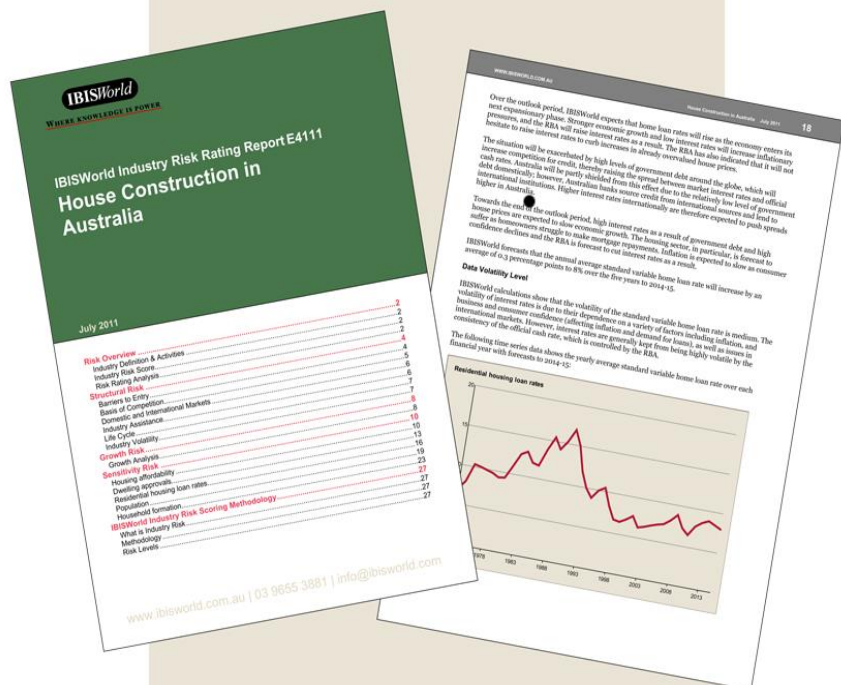 IBISWorld
WHERE KNOWLEDGE IS POWER
IBISWorld Industry Risk Rating Report E4111
House Construction in
Australia
July 2011
Risk Overview 2
Industry Definition & Activities 2
Industry Risk Score 2
Risk Rating Analysis 2
Structural Risk 4
Barriers to Entry 4
Basis of Competition 5
Domestic and International Markets 6
Industry Assistance 6
Life Cycle 7
Industry Volatility 7
Growth Risk 8
Growth Analysis 8
Sensitivity Risk 10
Housing affordability 10
Dwelling approvals 13
Residential housing loan rates 16
Population 19
Household formation 23
IBISWorld Industry Risk Scoring Methodology 27
What is Industry Risk 27
Methodology 27
Risk Levels 27
www.ibisworld.com.au | 03 9655 3881 | info@ibisworld.com
WWW.IBISWORLD.COM.AU
House Construction in Australia July 2011 18
Over the outlook period, IBISWorld expects that home loan rates will rise as the economy enters its
next expansionary phase. Stronger economic growth and low interest rates will increase inflationary
pressures, and the RBA will raise interest rates as a result. The RBA has also indicated that it will not
hesitate to raise interest rates to curb increases in already overvalued house prices.
The situation will be exacerbated by high levels of government debt around the globe, which will
increase competition for credit, thereby raising the spread between market interest rates and official
cash rates. Australia will be partly shielded from this effect due to the relatively low level of government
debt domestically; however, Australian banks source credit from international sources and lend to
international institutions. Higher interest rates internationally are therefore expected to push spreads
higher in Australia.
Towards the end of the outlook period, high interest rates as a result of government debt and high
house prices are expected to slow economic growth. The housing sector, in particular, is forecast to
suffer as homeowners struggle to make mortgage repayments. Inflation is expected to slow as consumer
confidence declines and the RBA is forecast to cut interest rates as a result.
IBISWorld forecasts that the annual average standard variable home loan rate will increase by an
average of 0.3 percentage points to 8% over the five years to 2014-15.
Data Volatility Level
IBISWorld calculations show that the volatility of the standard variable home loan rate is medium. The
volatility of interest rates is due to their dependence on a variety of factors including inflation, and
business and consumer confidence (affecting inflation and demand for loans), as well as issues in
international markets. However, interest rates are generally kept from being highly volatile by the
consistency of the official cash rate, which is controlled by the RBA.
The following time series data shows the yearly average standard variable home loan rate over each
financial year with forecasts to 2014-15:
Residential housing loan rates
20
15
1978 1983 1988 1993 1998 2003 2008 2013